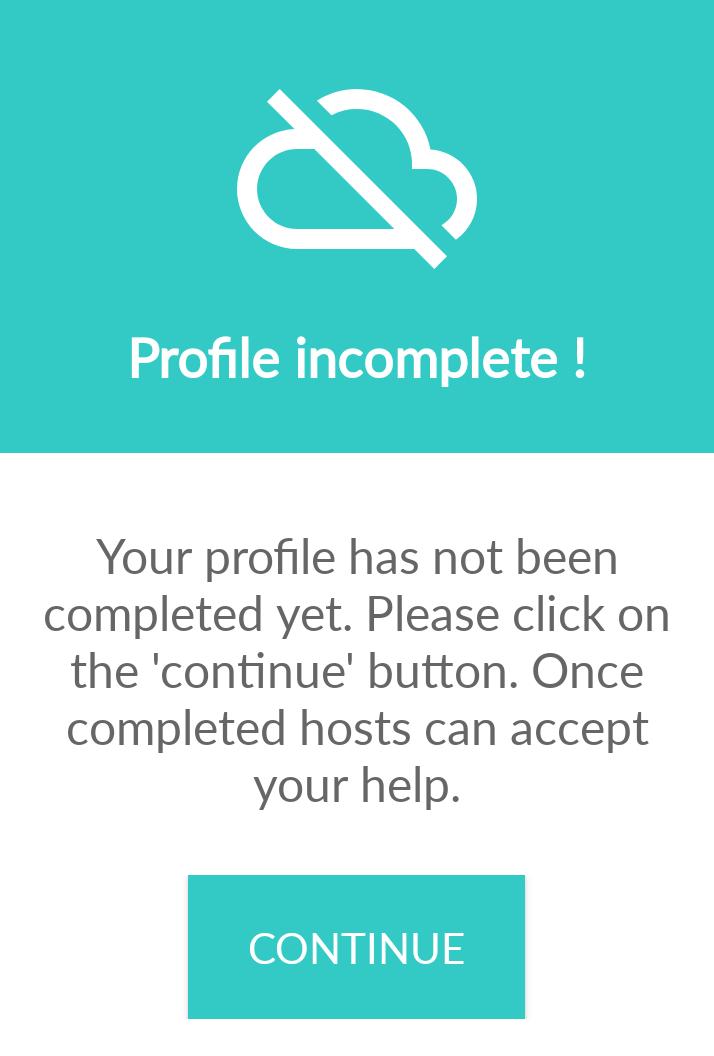 Profile incomplete !
Your profile has not been
completed yet. Please click on
the 'continue' button. Once
completed hosts can accept
your help.
CONTINUE